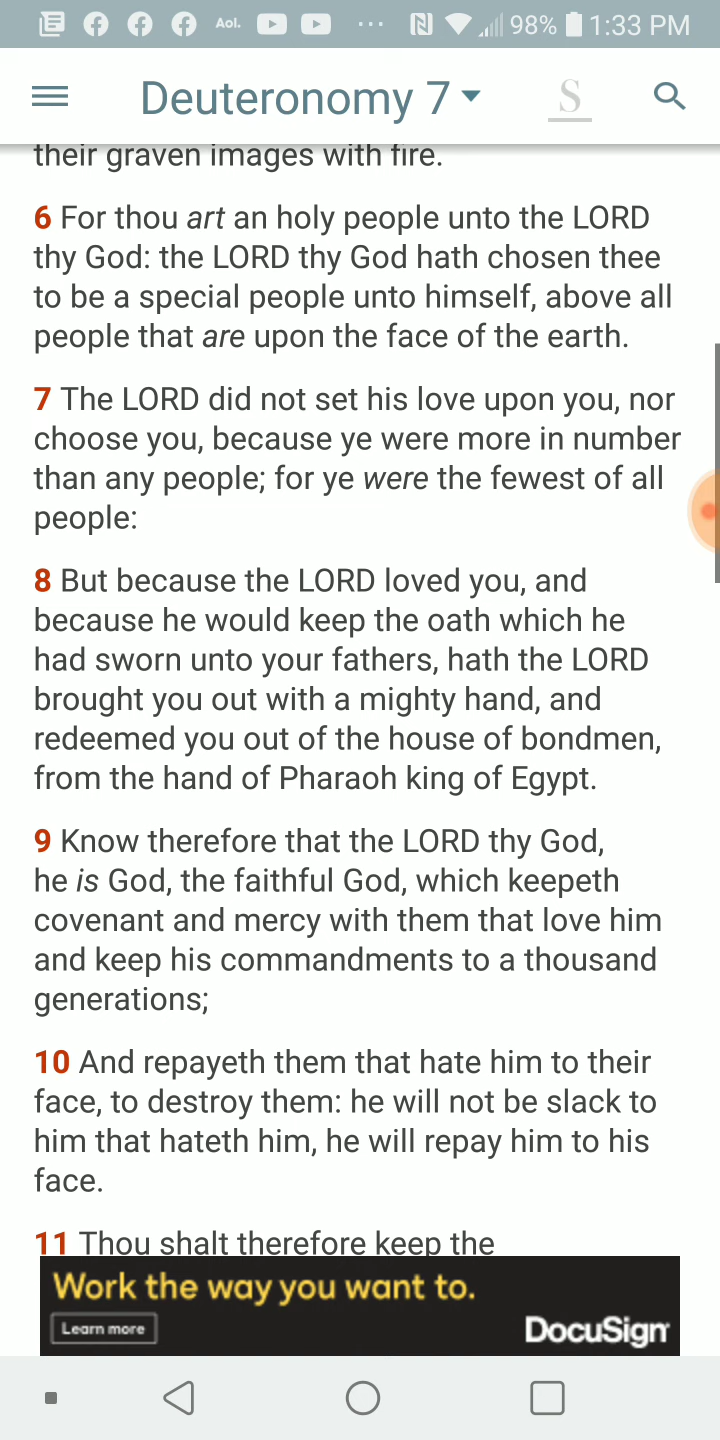 Aol. ... 98% 1:33 PM
Deuteronomy 7 S
their graven images with fire.
6 For thou art an holy people unto the LORD
thy God: the LORD thy God hath chosen thee
to be a special people unto himself, above all
people that are upon the face of the earth.
7 The LORD did not set his love upon you, nor
choose you, because ye were more in number
than any people; for ye were the fewest of all
people:
8 But because the LORD loved you, and
because he would keep the oath which he
had sworn unto your fathers, hath the LORD
brought you out with a mighty hand, and
redeemed you out of the house of bondmen,
from the hand of Pharaoh king of Egypt.
9 Know therefore that the LORD thy God,
he is God, the faithful God, which keepeth
covenant and mercy with them that love him
and keep his commandments to a thousand
generations;
10 And repayeth them that hate him to their
face, to destroy them: he will not be slack to
him that hateth him, he will repay him to his
face.
11 Thou shalt therefore keep the
Work the way you want to.
Learn more
DocuSign